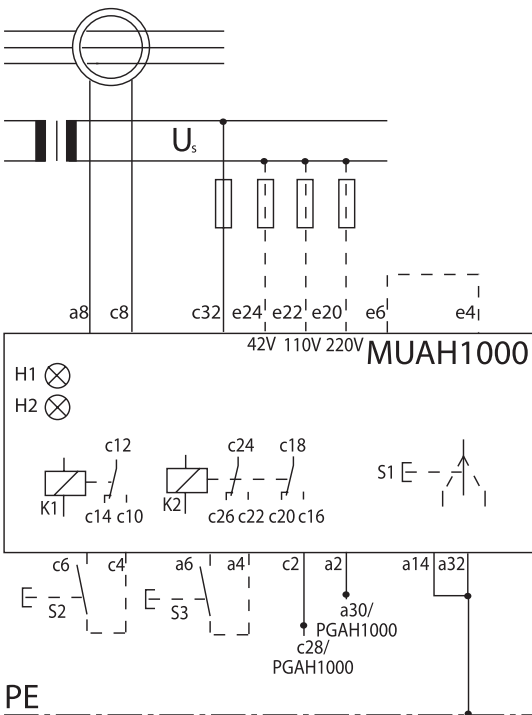 Us
a8 c8 c32 e24 e22 e20 e6 e4
42V 110V 220V MUAH1000
H1
H2
c12 c24 c18
S1
K1 K2
c14 c10 c26 c22 c20 c16
c6 c4 a6 a4 c2 a2 a14 a32
S2 S3
a30/
PGAH1000
c28/
PGAH1000
PE